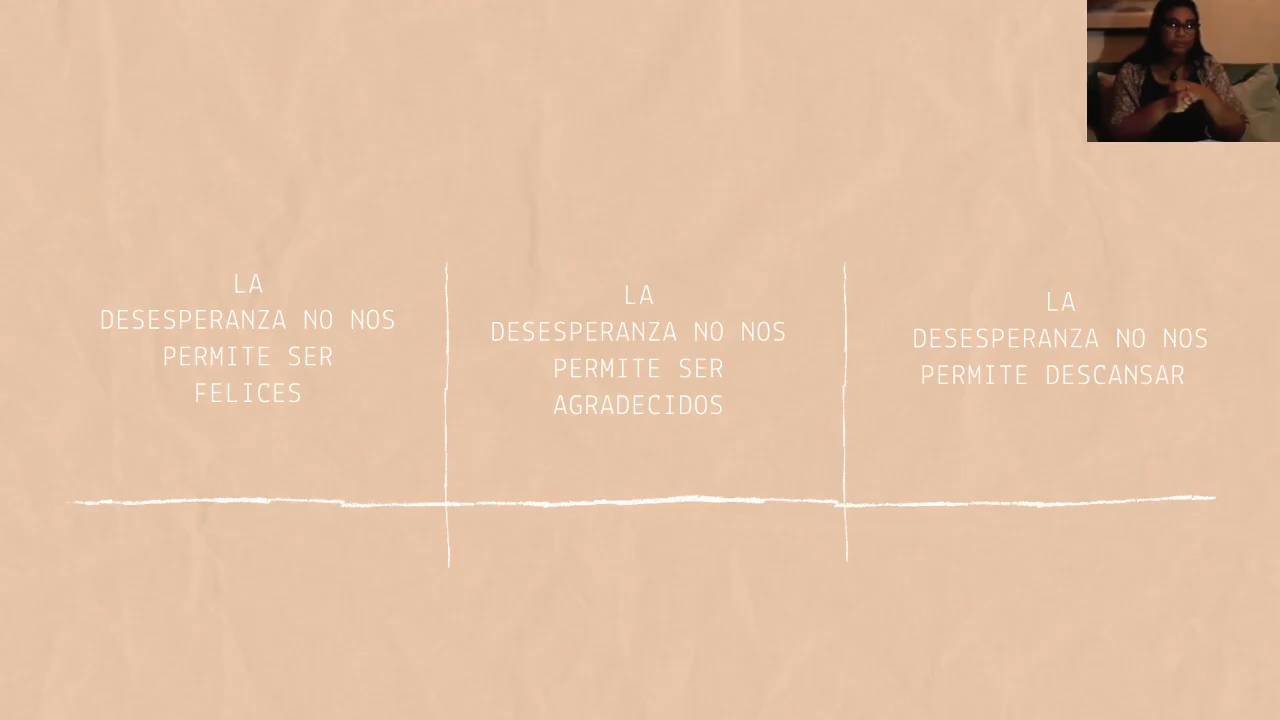 LA
DESESPERANZA NO NOS
PERMITE SER
FELICES
LA
DESESPERANZA NO NOS
PERMITE SER
AGRADECIDOS
LA
DESESPERANZA NO NOS
PERMITE DESCANSAR